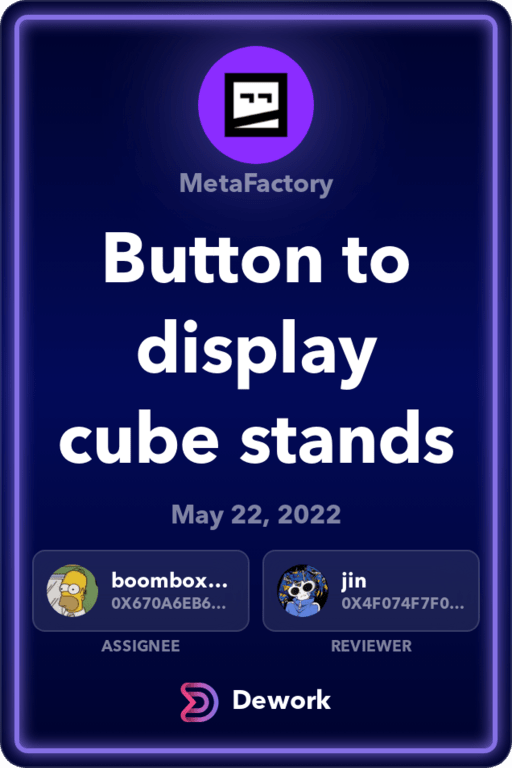 MetaFactory
Button to
display
cube stands
May 22, 2022
boombox...
0X670A6EB6...
ASSIGNEE
jin
0X4F074F7F0...
REVIEWER
Dework